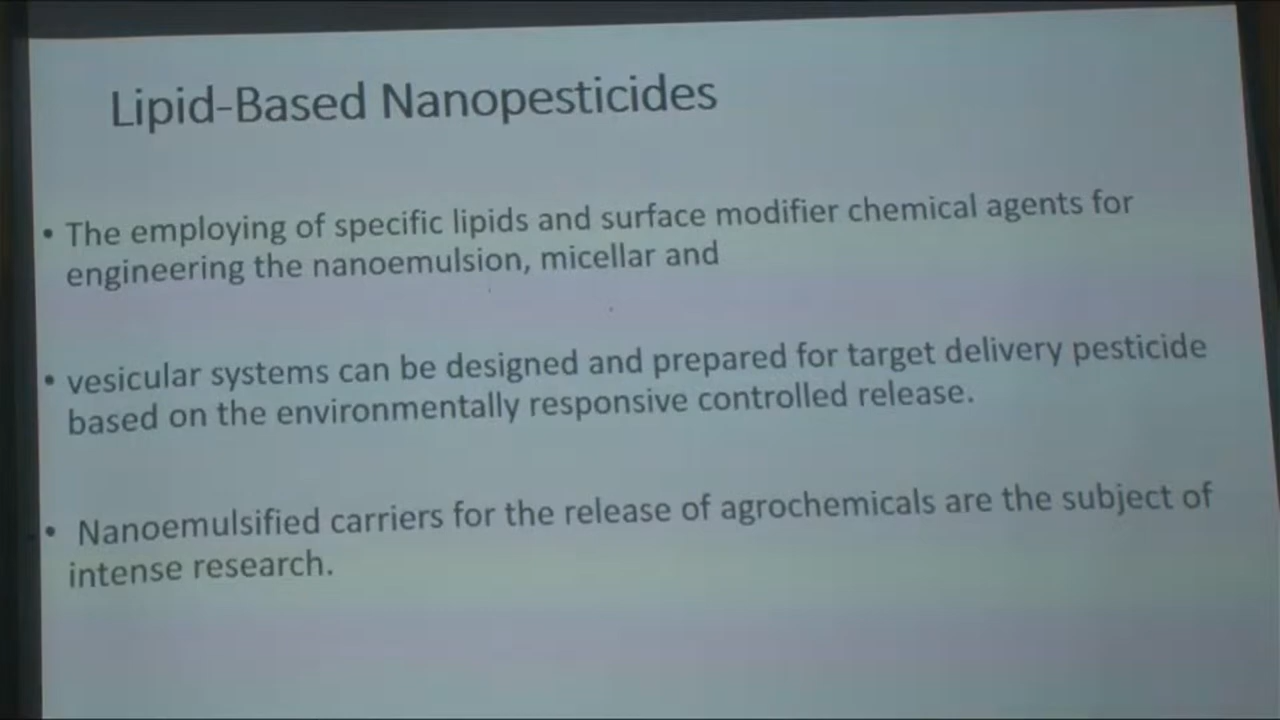 Lipid-Based Nanopesticides
• The employing of specific lipids and surface modifier chemical agents for
engineering the nanoemulsion, micellar and
• vesicular systems can be designed and prepared for target delivery pesticide
based on the environmentally responsive controlled release.
• Nanoemulsified carriers for the release of agrochemicals are the subject of
intense research.